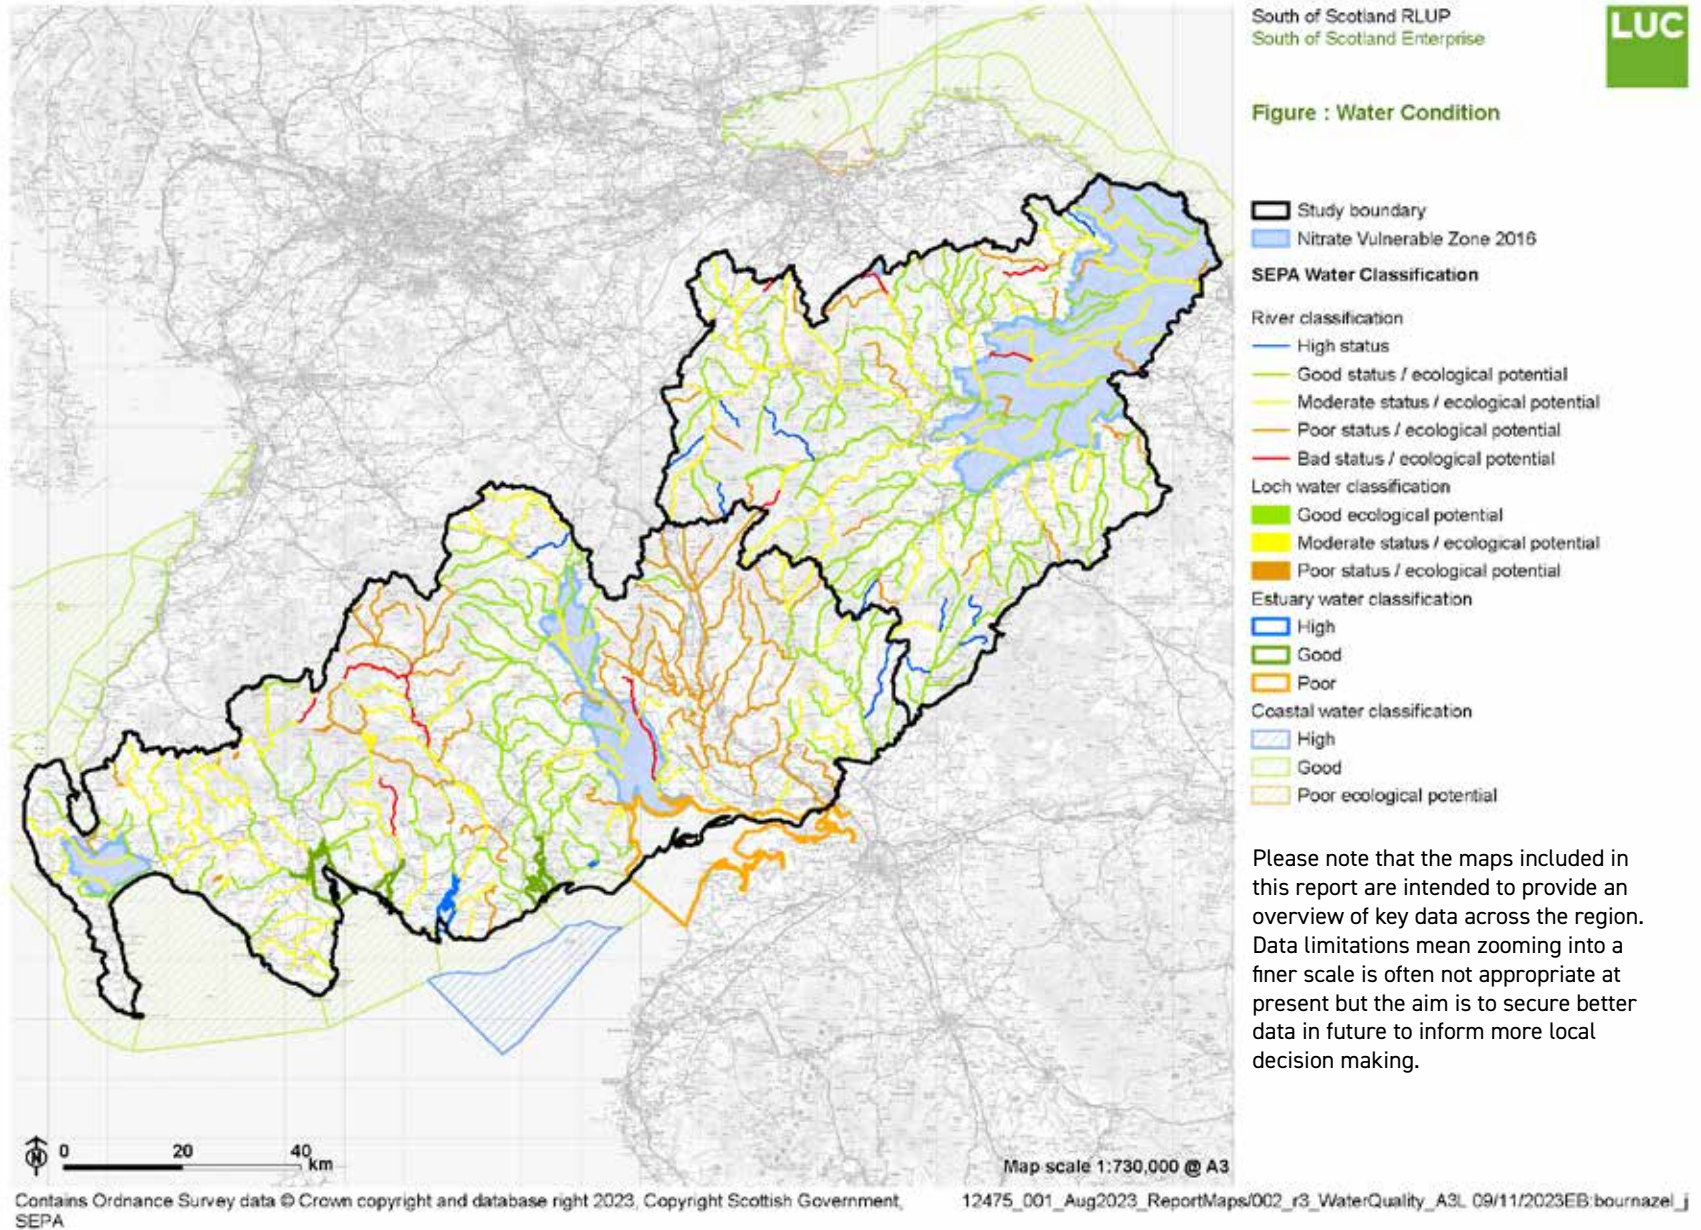 South of Scotland RLUP
South of Scotland Enterprise
LUC
Figure : Water Condition
Study boundary
Nitrate Vulnerable Zone 2016
SEPA Water Classification
River classification
High status
Good status / ecological potential
Moderate status / ecological potential
Poor status / ecological potential
Bad status / ecological potential
Loch water classification
Good ecological potential
Moderate status / ecological potential
Poor status / ecological potential
Estuary water classification
High
Good
Poor
Coastal water classification
High
Good
Poor ecological potential
Please note that the maps included in
this report are intended to provide an
overview of key data across the region.
Data limitations mean zooming into a
finer scale is often not appropriate at
present but the aim is to secure better
data in future to inform more local
decision making.
N
0 20 40
km
Map scale 1:730,000 @ A3
Contains Ordnance Survey data © Crown copyright and database right 2023, Copyright Scottish Government,
SEPA
12475_001_Aug2023_ReportMaps/002_r3_WaterQuality_A3L 09/11/2023EB:bournazel_j